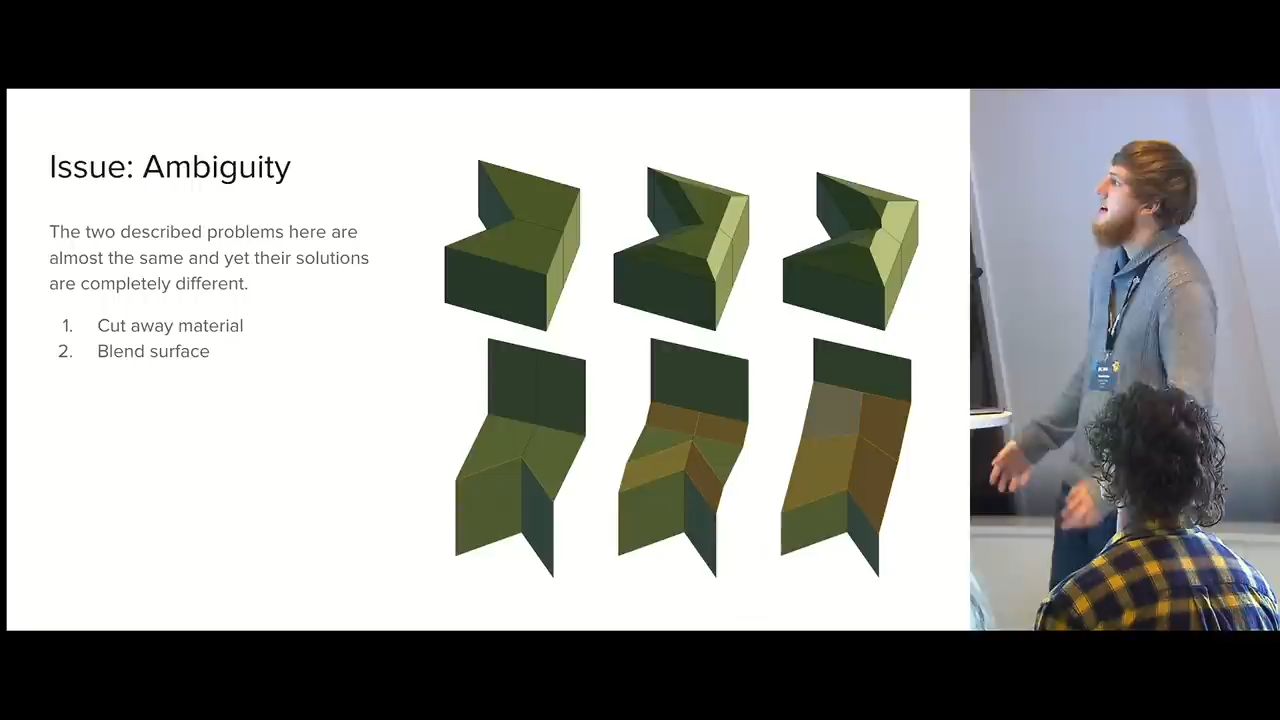 Issue: Ambiguity
The two described problems here are
almost the same and yet their solutions
are completely different.
1. Cut away material
2. Blend surface